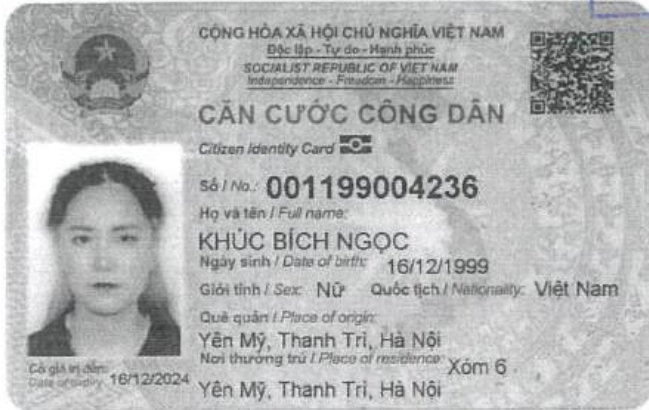 CỘNG HÒA XÃ HỘI CHỦ NGHĨA VIỆT NAM
Độc lập - Tự do - Hạnh phúc
SOCIALIST REPUBLIC OF VIET NAM
Independence - Freedom - Happiness
CĂN CƯỚC CÔNG DÂN
Citizen Identity Card
Số / No.: 001199004236
Họ và tên / Full name:
KHÚC BÍCH NGỌC
Ngày sinh / Date of birth: 16/12/1999
Giới tính / Sex: Nữ Quốc tịch / Nationality: Việt Nam
Quê quán / Place of origin:
Yên Mỹ, Thanh Trì, Hà Nội
Nơi thường trú / Place of residence: Xóm 6
Yên Mỹ, Thanh Trì, Hà Nội
Có giá trị đến:
Date of expiry 16/12/2024